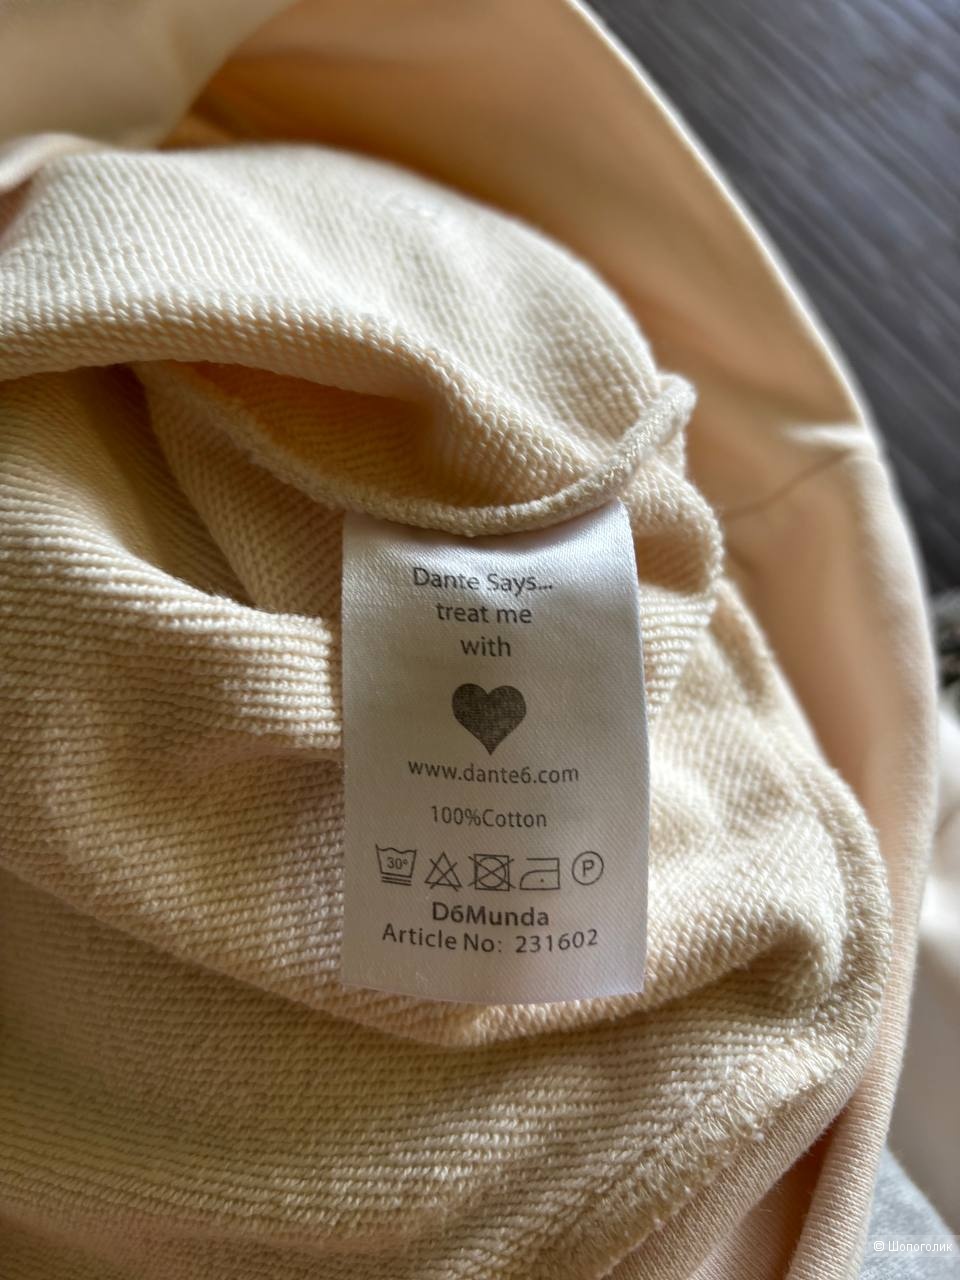 Dante Says...
treat me
with
www.dante6.com
100%Cotton
30° P
D6Munda
Article No: 231602
© Шопоголик